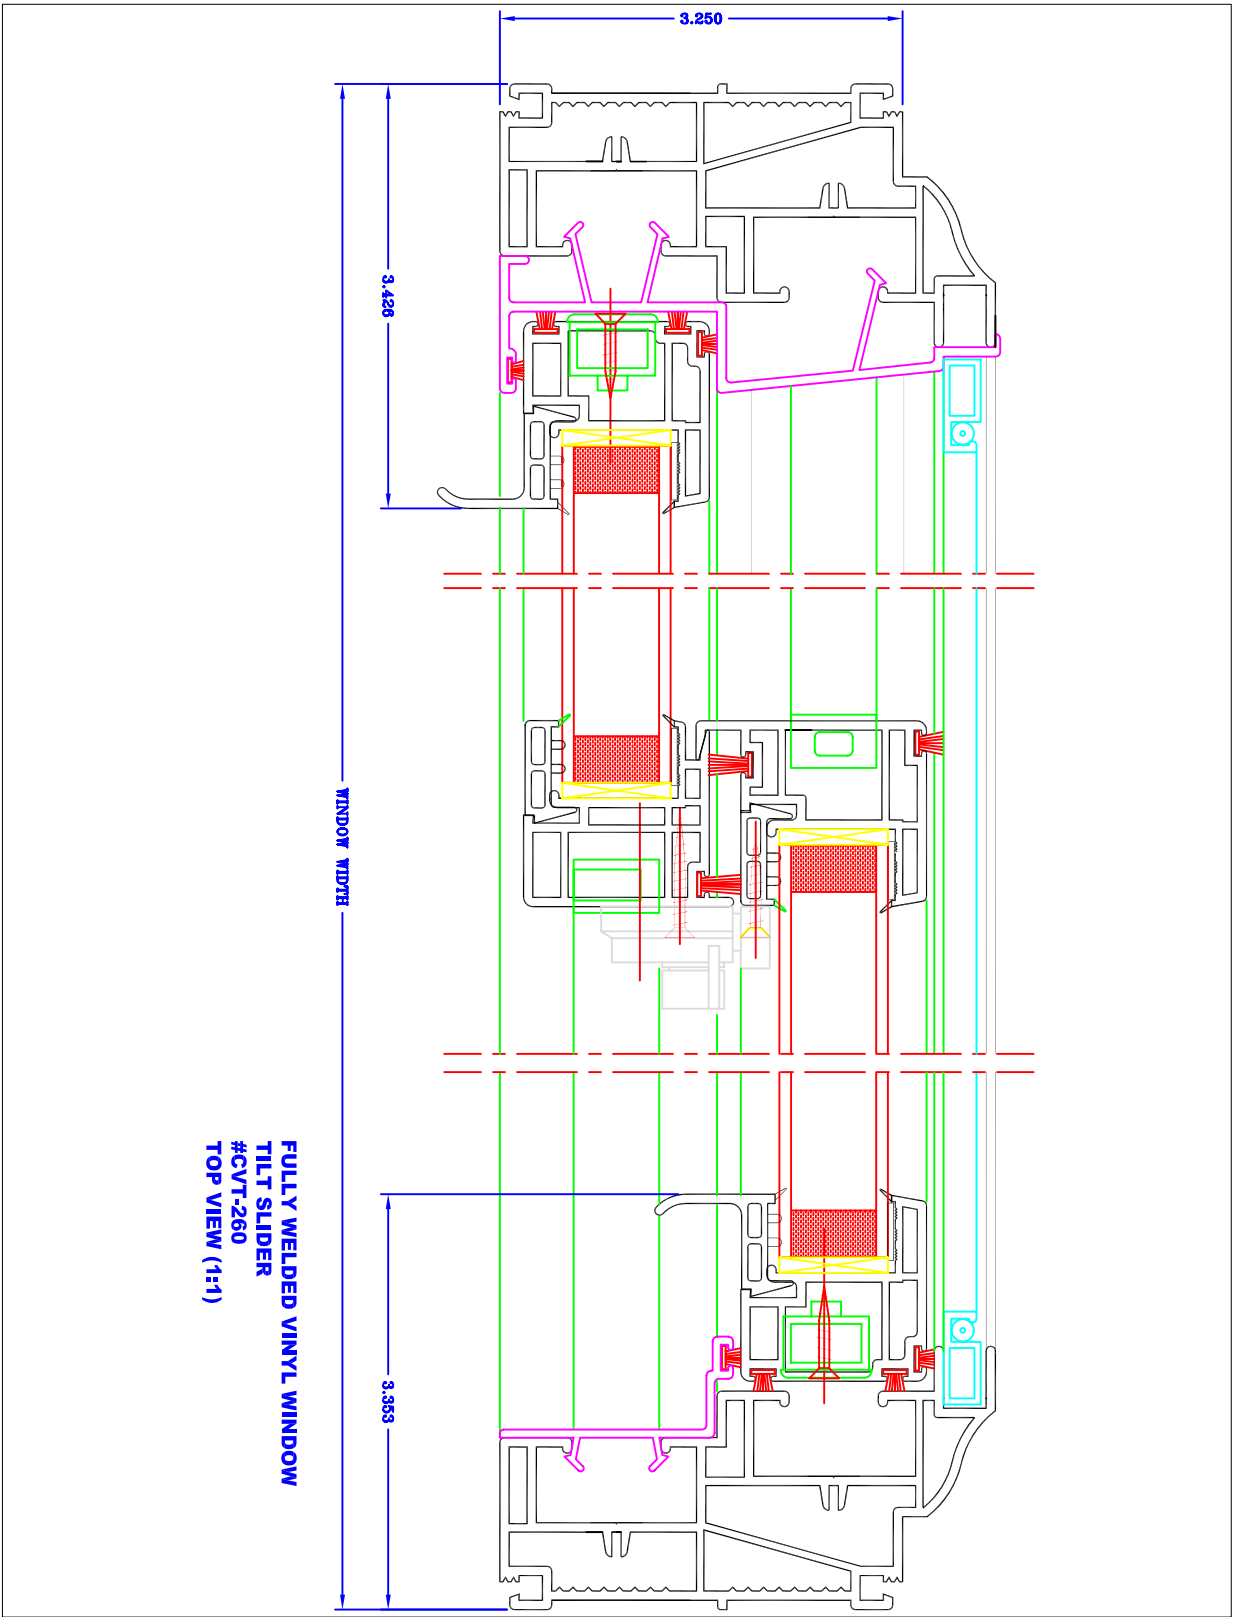 3.250
3.426
WINDOW WIDTH
3.353
FULLY WELDED VINYL WINDOW
TILT SLIDER
#CVT-260
TOP VIEW (1:1)